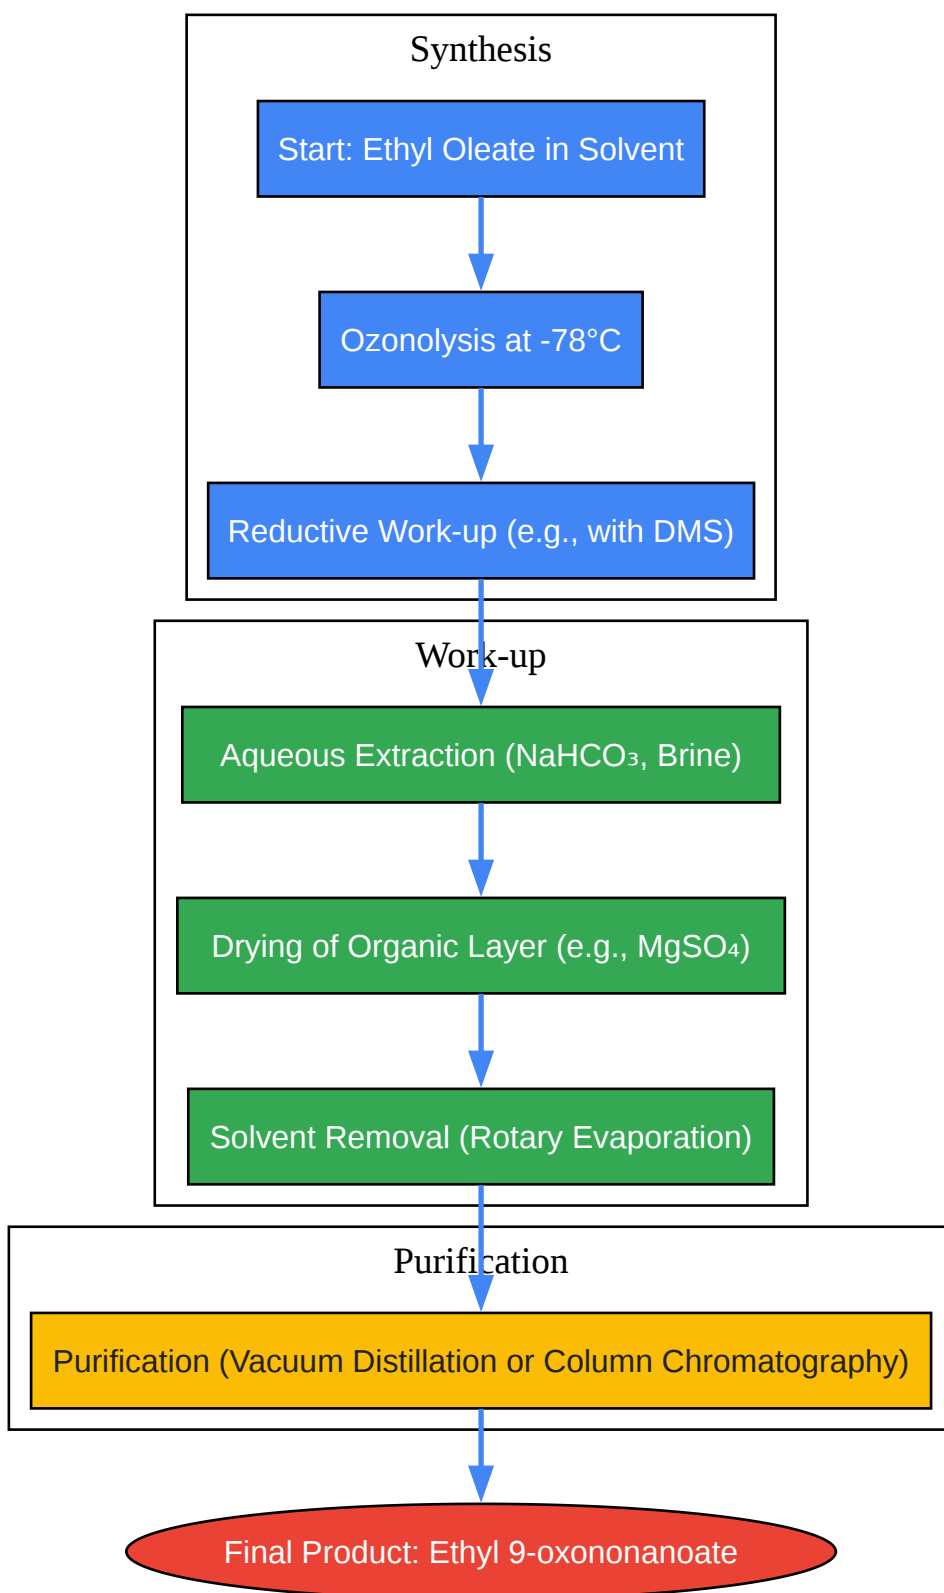 Synthesis
Start: Ethyl Oleate in Solvent
Ozonolysis at -78°C
Reductive Work-up (e.g., with DMS)
Work-up
Aqueous Extraction (NaHCO₃, Brine)
Drying of Organic Layer (e.g., MgSO₄)
Solvent Removal (Rotary Evaporation)
Purification
Purification (Vacuum Distillation or Column Chromatography)
Final Product: Ethyl 9-oxononanoate